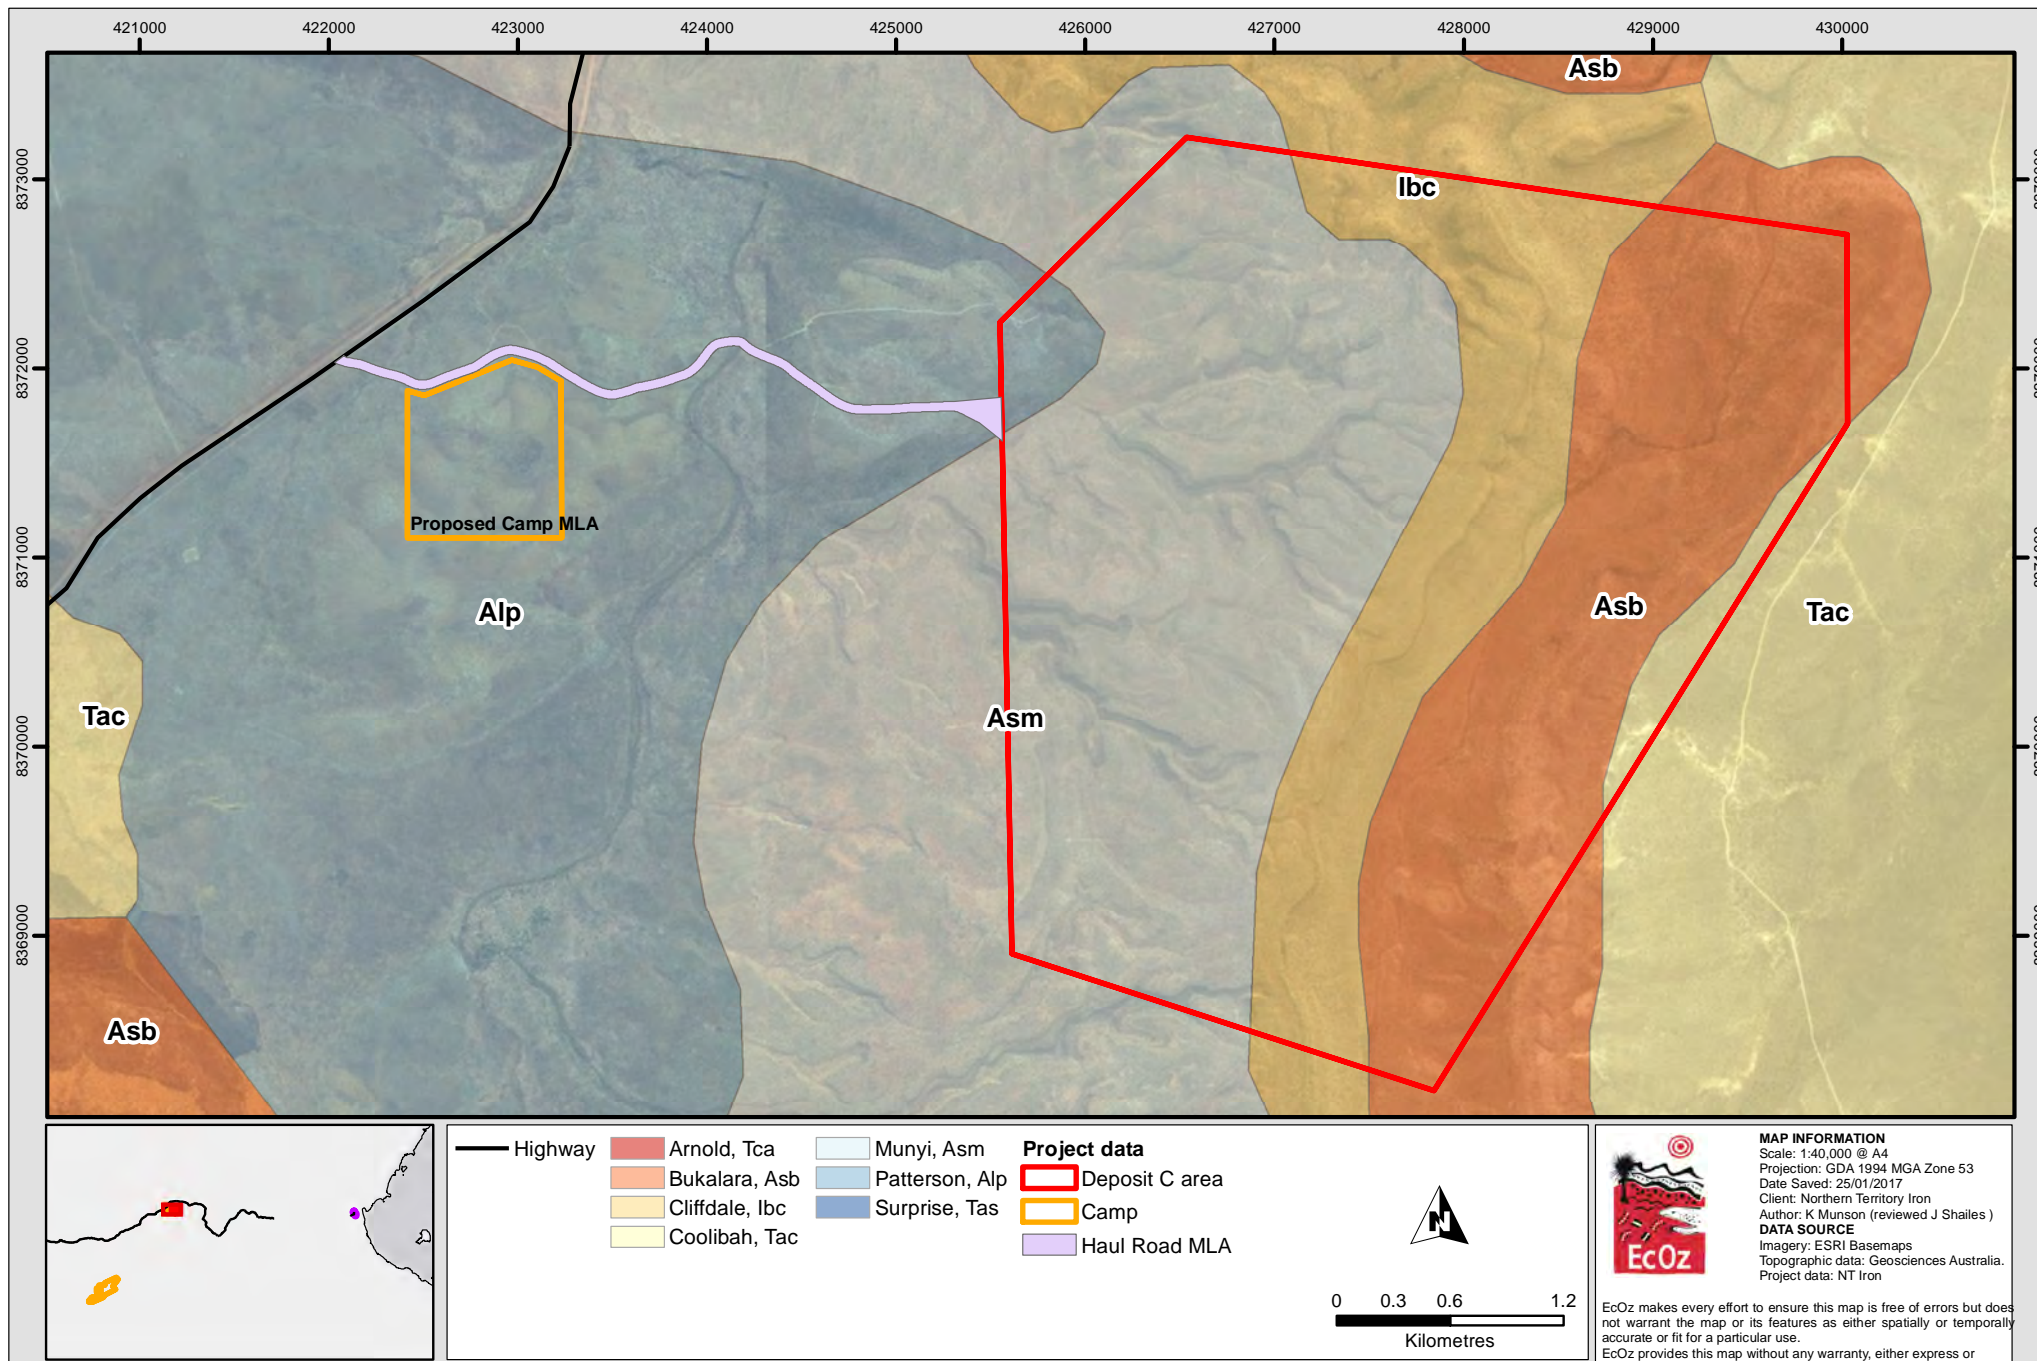 421000 422000 423000 424000 425000 426000 427000 428000 429000 430000
8373000
8372000
8371000
8370000
8369000
Asb
Ibc
Proposed Camp MLA
Alp
Asb
Tac
Tac
Asm
Asb
Highway
Arnold, Tca
Bukalara, Asb
Cliffdale, Ibc
Coolibah, Tac
Munyi, Asm
Patterson, Alp
Surprise, Tas
Project data
Deposit C area
Camp
Haul Road MLA
N
0 0.3 0.6 1.2
Kilometres
EcOz
MAP INFORMATION
Scale: 1:40,000 @ A4
Projection: GDA 1994 MGA Zone 53
Date Saved: 25/01/2017
Client: Northern Territory Iron
Author: K Munson (reviewed J Shailes )
DATA SOURCE
Imagery: ESRI Basemaps
Topographic data: Geosciences Australia.
Project data: NT Iron
EcOz makes every effort to ensure this map is free of errors but does
not warrant the map or its features as either spatially or temporally
accurate or fit for a particular use.
EcOz provides this map without any warranty, either express or